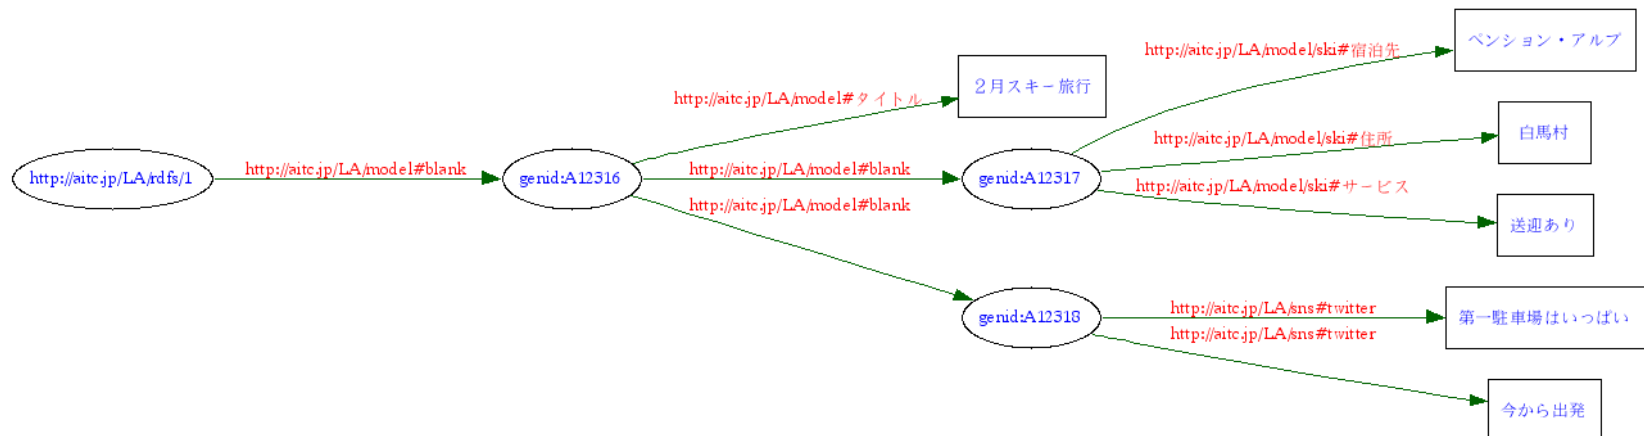 http://aitc.jp/LA/rdfs/1
http://aitc.jp/LA/model#blank
genid:A12316
http://aitc.jp/LA/model#タイトル
２月スキー旅行
http://aitc.jp/LA/model#blank
genid:A12317
http://aitc.jp/LA/model/ski#宿泊先
ペンション・アルプ
http://aitc.jp/LA/model/ski#住所
白馬村
http://aitc.jp/LA/model/ski#サービス
送迎あり
http://aitc.jp/LA/model#blank
genid:A12318
http://aitc.jp/LA/sns#twitter
第一駐車場はいっぱい
http://aitc.jp/LA/sns#twitter
今から出発